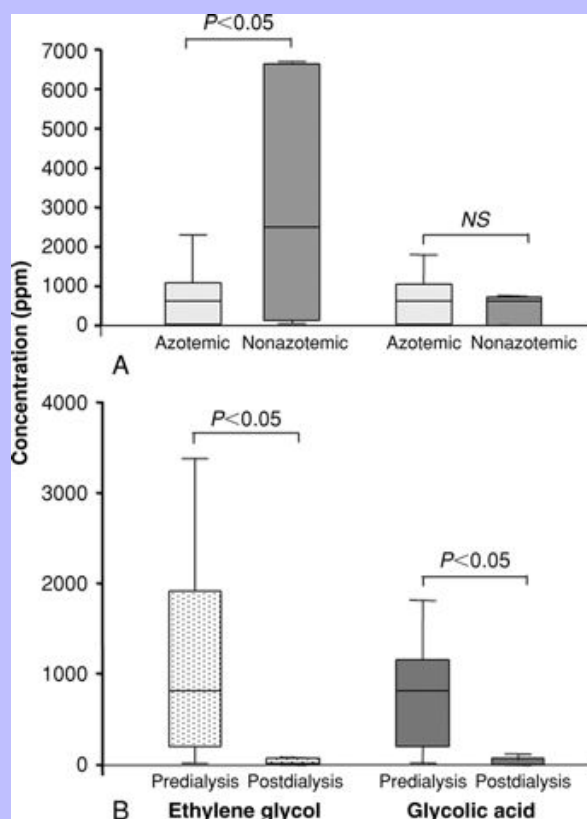 P<0.05
7000
6000
5000
4000
3000
2000
1000
0
NS
Azotemic Nonazotemic Azotemic Nonazotemic
A
Concentration (ppm)
4000
3000
2000
1000
0
P<0.05
P<0.05
Predialysis Postdialysis Predialysis Postdialysis
B Ethylene glycol Glycolic acid